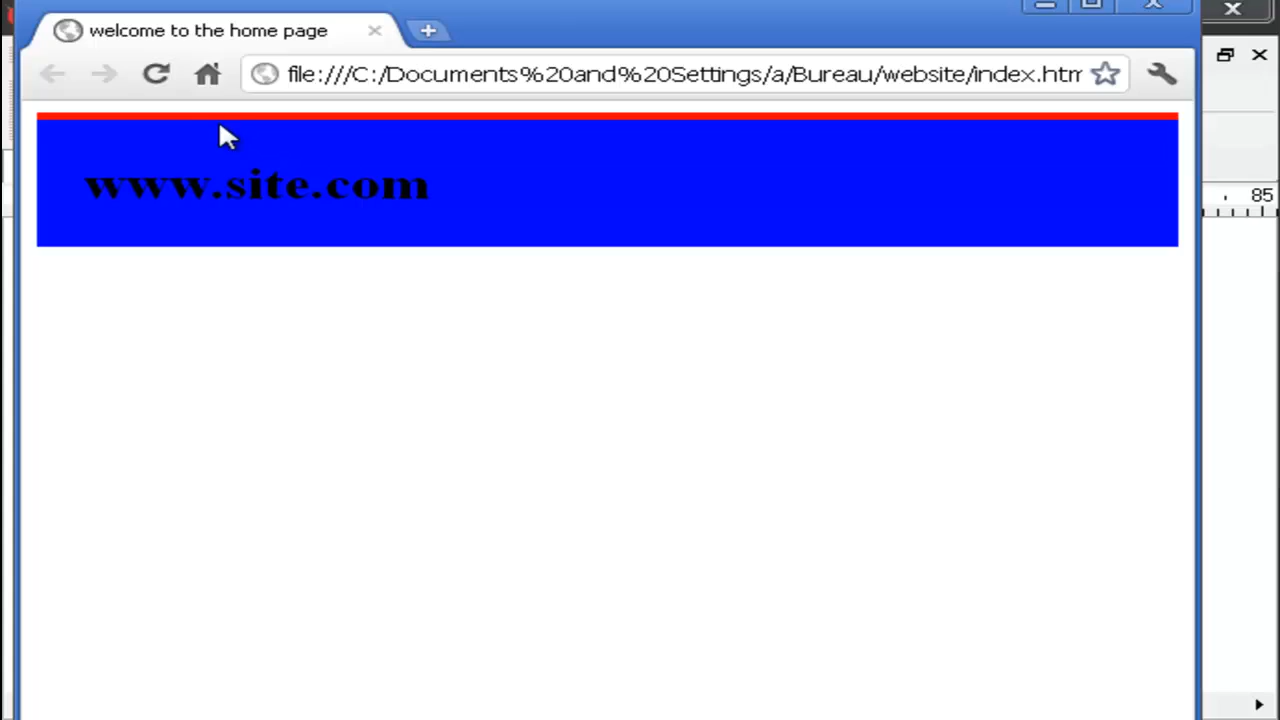 welcome to the home page
file:///C:/Documents%20and%20Settings/a/Bureau/website/index.htm
85
www.site.com